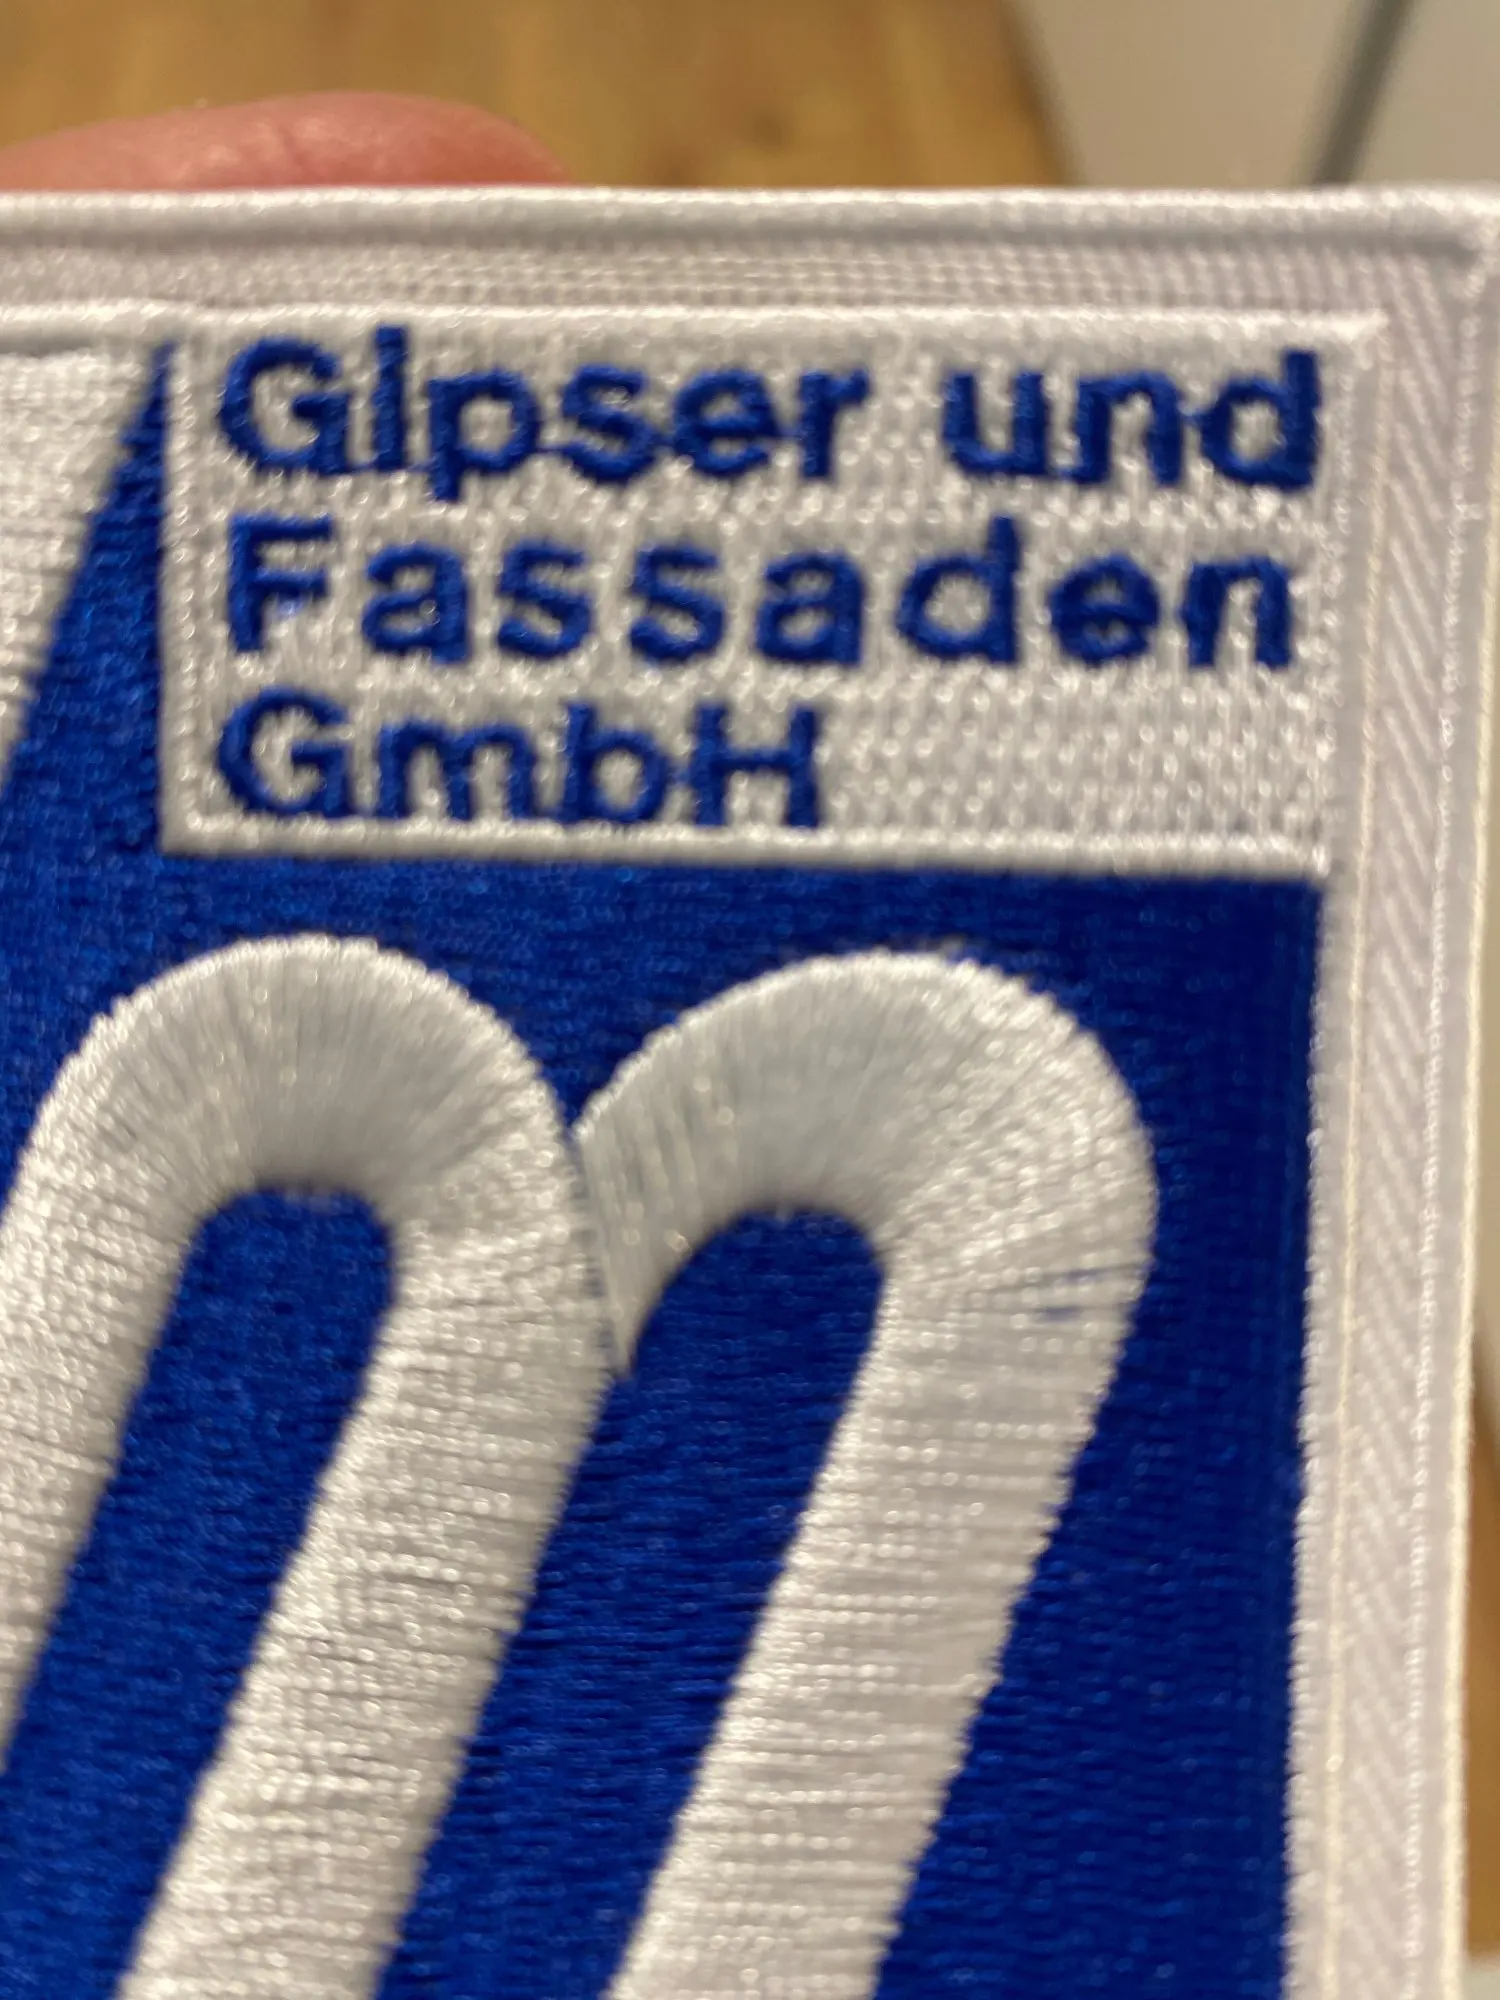 Gipser und
Fassaden
GmbH